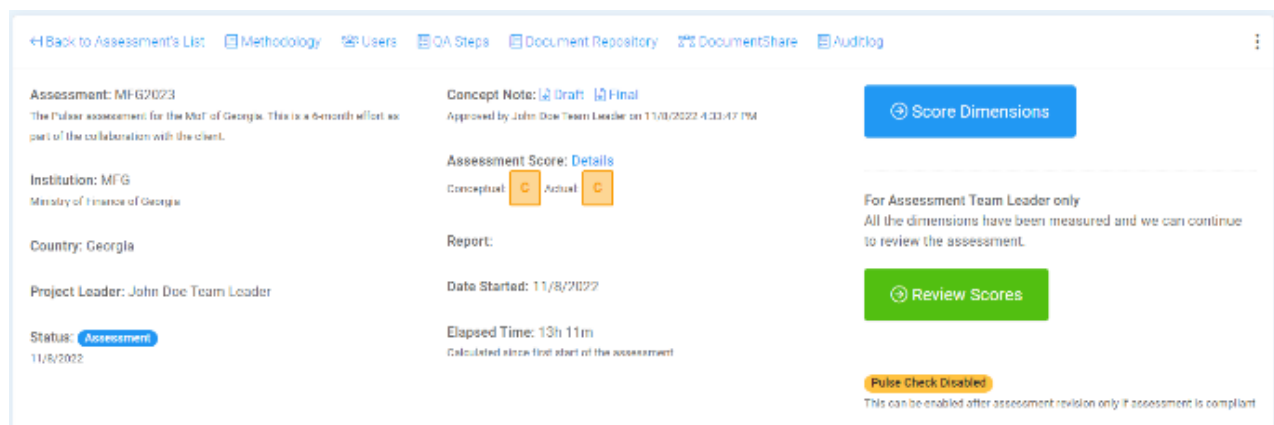 Back to Assessment's List Methodology Users QA Steps Document Repository DocumentShare Auditlog
Assessment: MFG2023
The Pulsar assessment for the MoF of Georgia. This is a 6-month effort as
part of the collaboration with the client.
Institution: MFG
Ministry of Finance of Georgia
Country: Georgia
Project Leader: John Doe Team Leader
Status: Assessment
11/8/2022
Concept Note: Draft Final
Approved by John Doe Team Leader on 11/8/2022 4:33:47 PM
Assessment Score: Details
Conceptual: C Actual: C
Report:
Date Started: 11/8/2022
Elapsed Time: 13h 11m
Calculated since first start of the assessment
Score Dimensions
For Assessment Team Leader only
All the dimensions have been measured and we can continue
to review the assessment.
Review Scores
Pulse Check Disabled
This can be enabled after assessment revision only if assessment is compliant